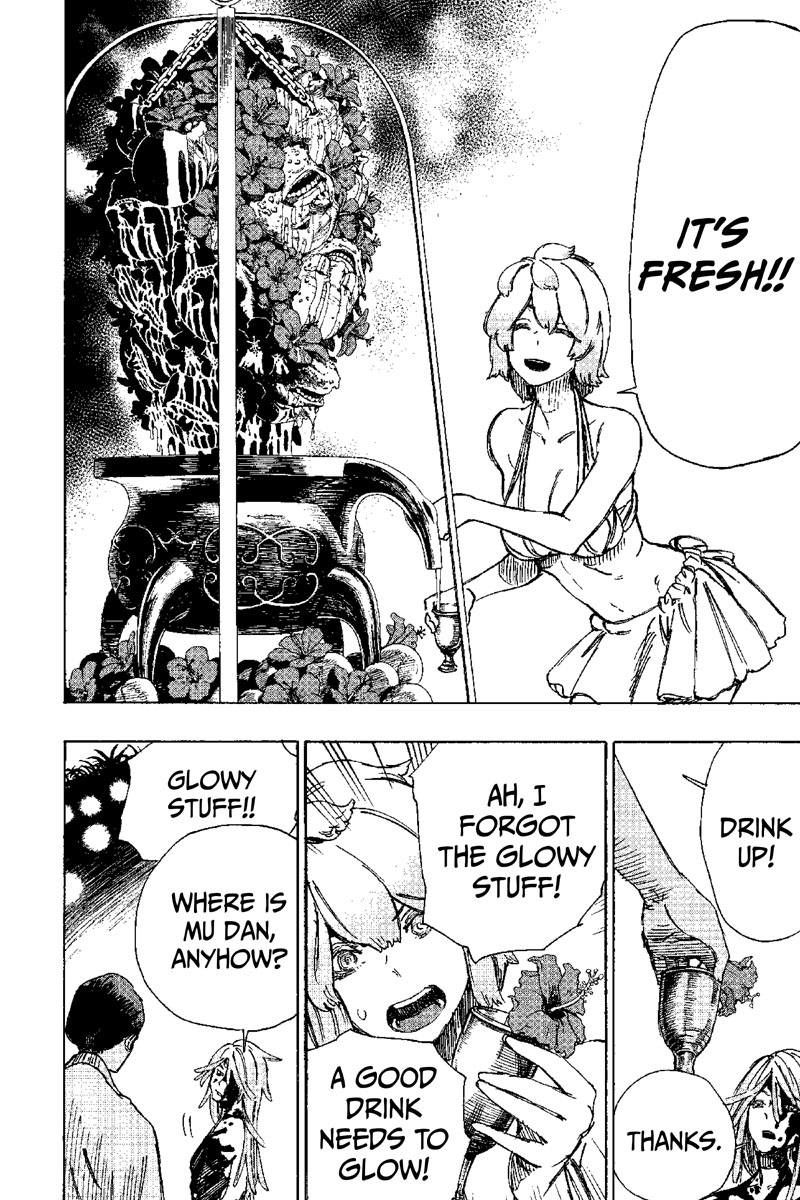 IT'S
FRESH!!
DRINK
UP!
THANKS.
AH, I
FORGOT
THE GLOWY
STUFF!
A GOOD
DRINK
NEEDS TO
GLOW!
GLOWY
STUFF!!
WHERE IS
MU DAN,
ANYHOW?